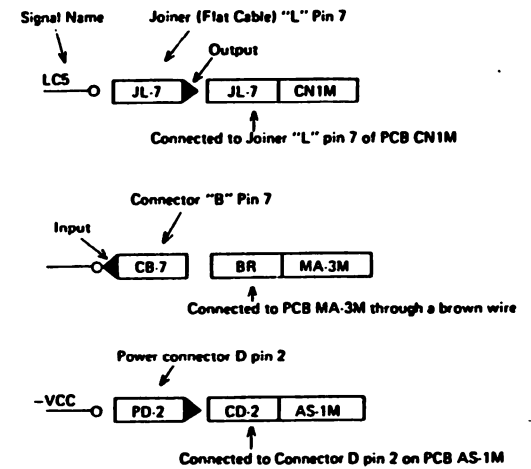 Signal Name
Joiner (Flat Cable) "L" Pin 7
Output
LC5
JL-7
JL-7
CN1M
Connected to Joiner "L" pin 7 of PCB CN1M
Connector "B" Pin 7
Input
CB-7
BR
MA-3M
Connected to PCB MA-3M through a brown wire
Power connector D pin 2
-VCC
PD-2
CD-2
AS-1M
Connected to Connector D pin 2 on PCB AS-1M